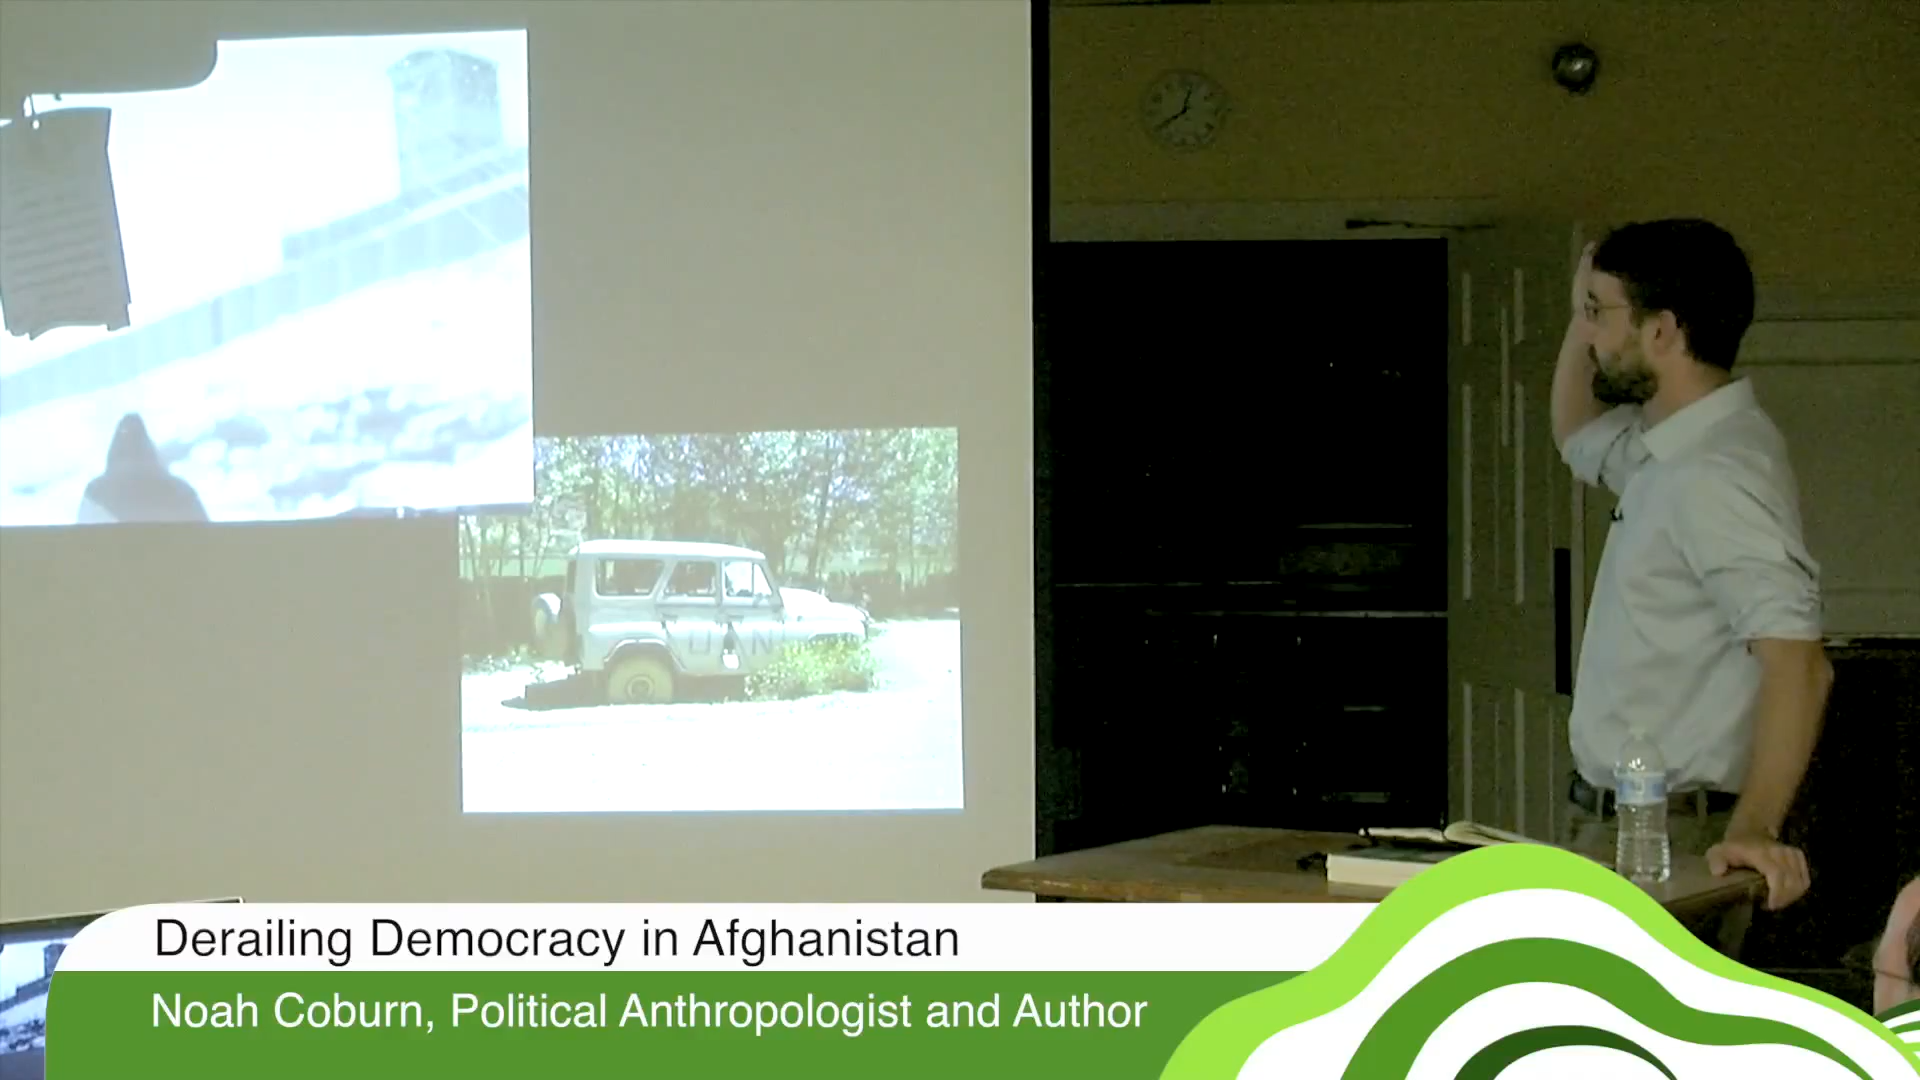 Derailing Democracy in Afghanistan
Noah Coburn, Political Anthropologist and Author